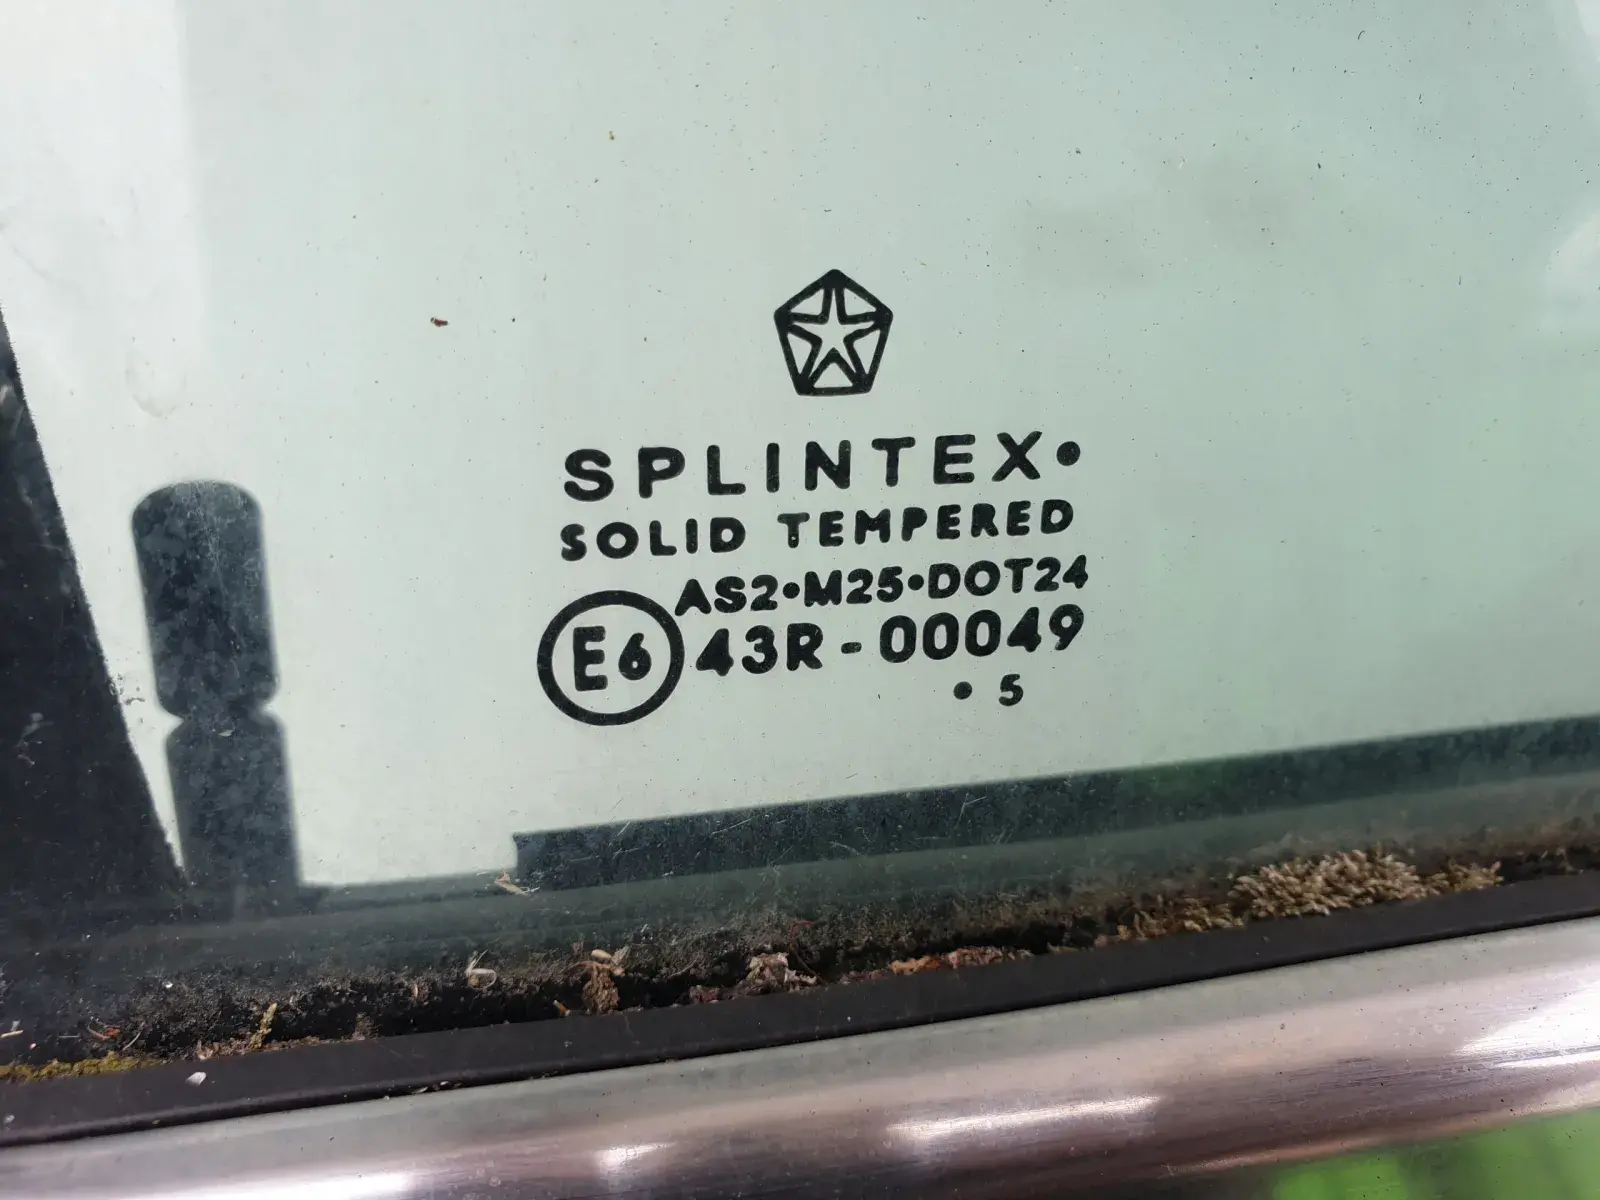 SPLINTEX•
SOLID TEMPERED
AS2•M25•DOT24
E6 43R-00049
• 5